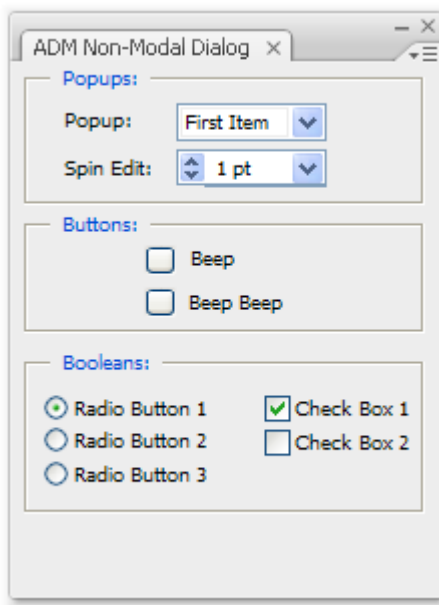 ADM Non-Modal Dialog
Popups:
Popup: First Item
Spin Edit: 1 pt
Buttons:
Beep
Beep Beep
Booleans:
Radio Button 1 Check Box 1
Radio Button 2 Check Box 2
Radio Button 3